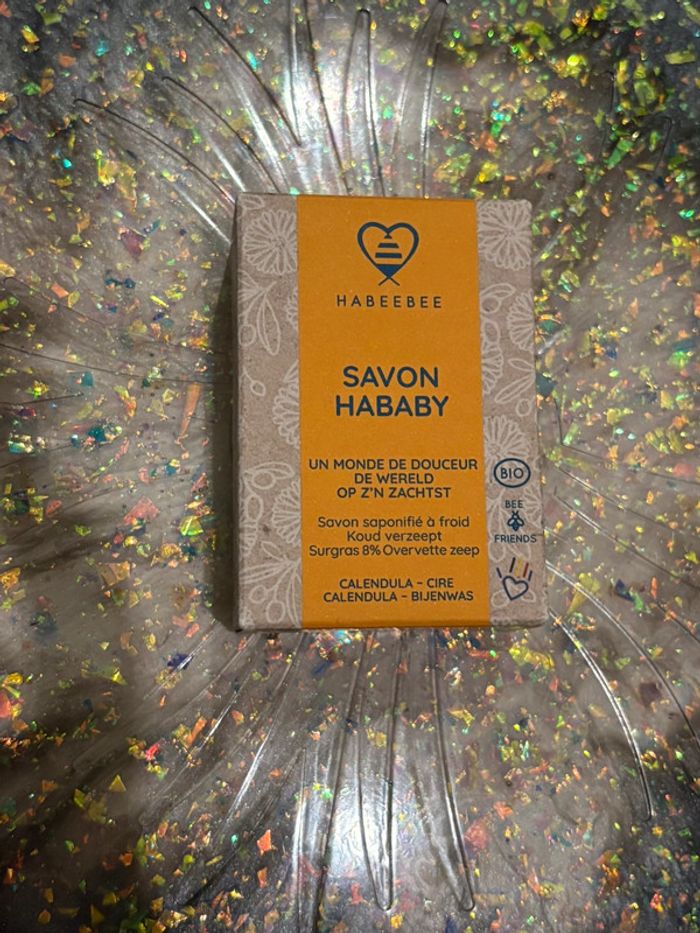 HABEEBEE
SAVON
HABABY
UN MONDE DE DOUCEUR
DE WERELD
OP Z'N ZACHTST
Savon saponifié à froid
Koud verzeept
Surgras 8% Overvette zeep
CALENDULA – CIRE
CALENDULA – BIJENWAS
BIO
BEE
FRIENDS